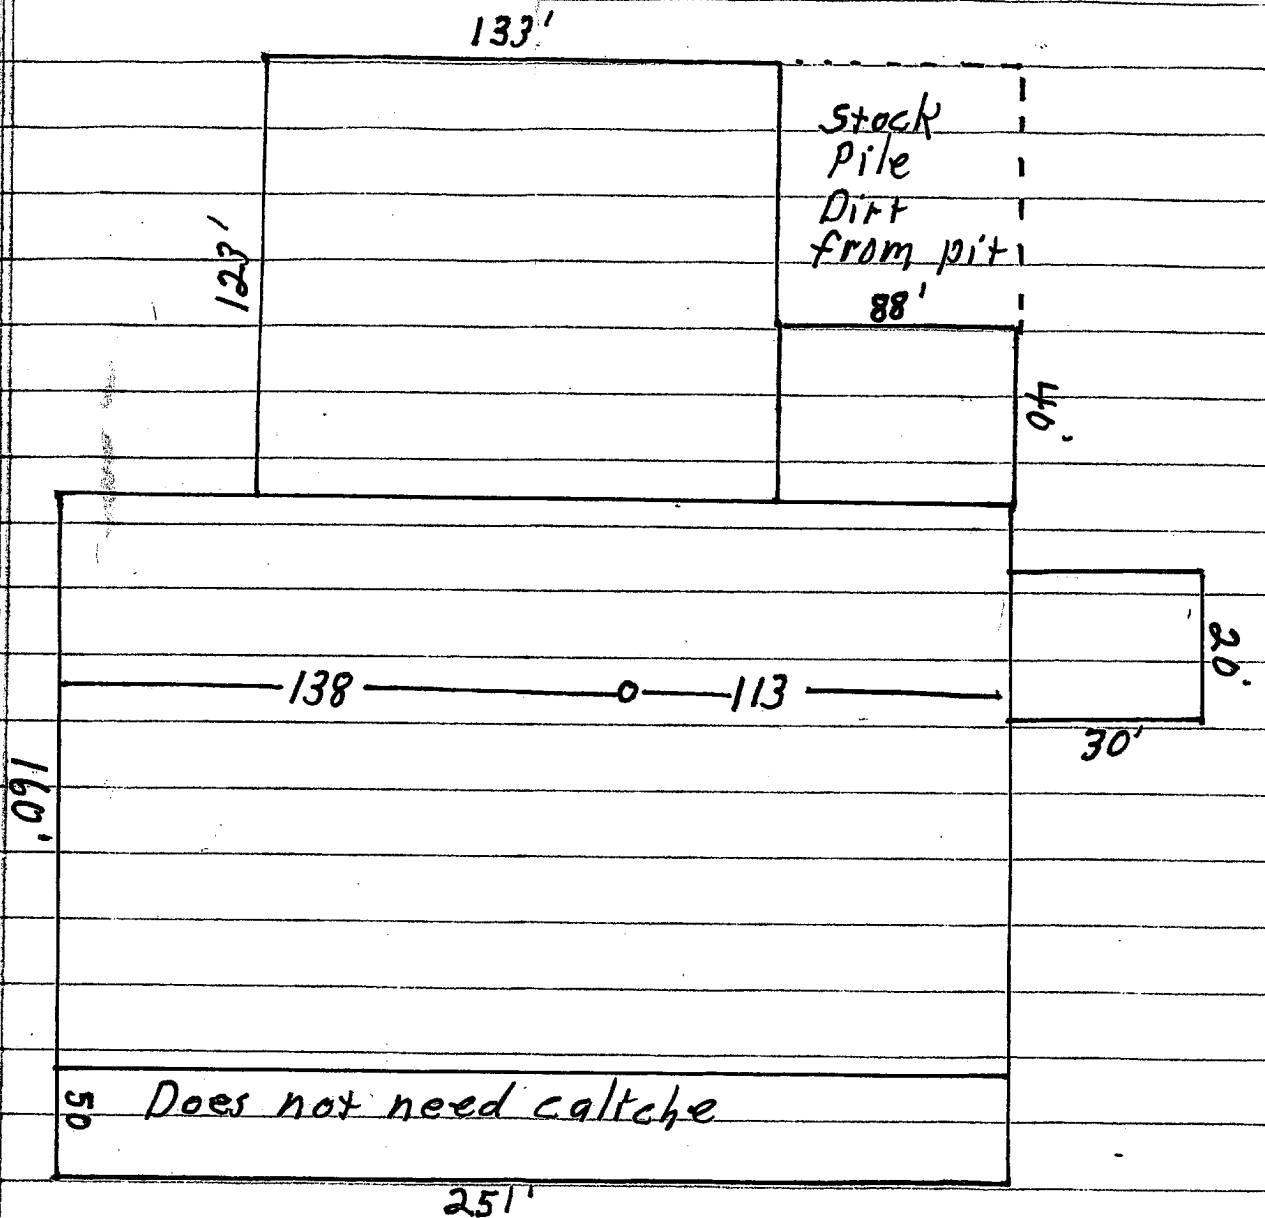 133'
Stock
Pile
Dirt
from pit
123'
88'
40'
20'
138
113
30'
160'
50
Does not need caltche
251'